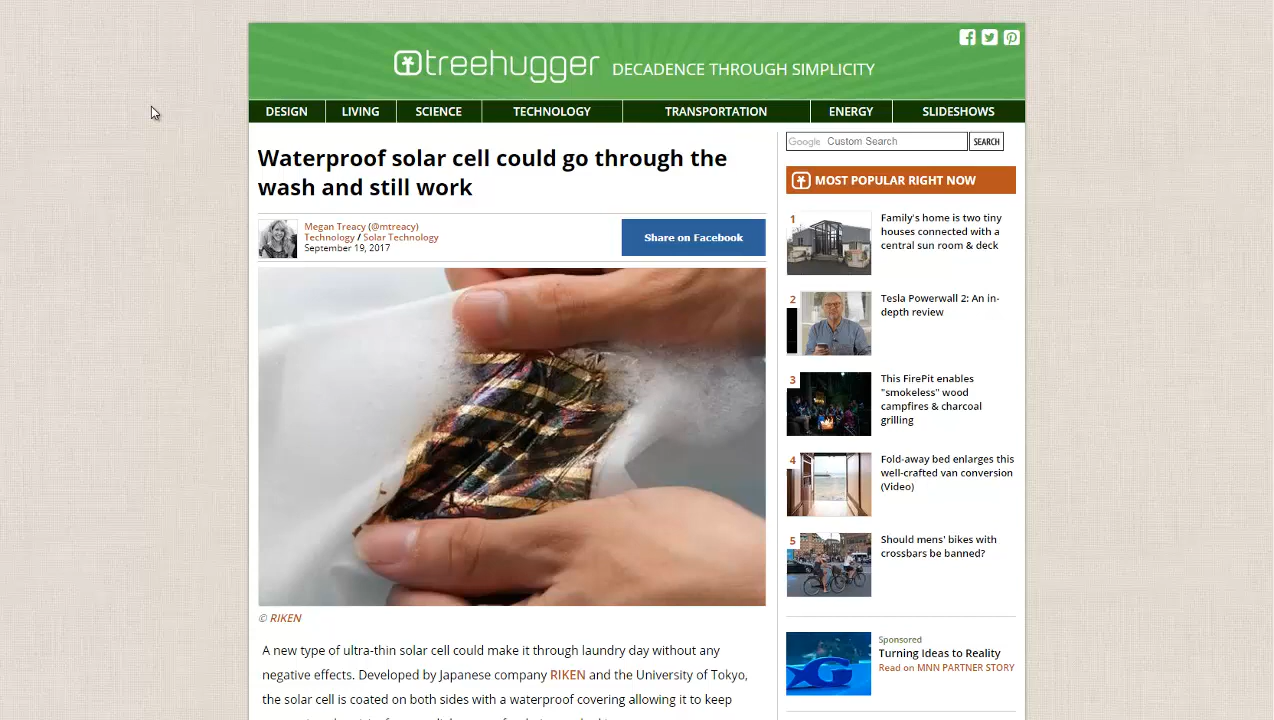 treehugger DECADENCE THROUGH SIMPLICITY
DESIGN LIVING SCIENCE TECHNOLOGY TRANSPORTATION ENERGY SLIDESHOWS
Waterproof solar cell could go through the
wash and still work
Megan Treacy (@mtreacy)
Technology / Solar Technology
September 19, 2017
Share on Facebook
© RIKEN
A new type of ultra-thin solar cell could make it through laundry day without any
negative effects. Developed by Japanese company RIKEN and the University of Tokyo,
the solar cell is coated on both sides with a waterproof covering allowing it to keep
Google Custom Search SEARCH
MOST POPULAR RIGHT NOW
1 Family's home is two tiny
houses connected with a
central sun room & deck
2 Tesla Powerwall 2: An in-
depth review
3 This FirePit enables
"smokeless" wood
campfires & charcoal
grilling
4 Fold-away bed enlarges this
well-crafted van conversion
(Video)
5 Should mens' bikes with
crossbars be banned?
Sponsored
Turning Ideas to Reality
Read on MNN PARTNER STORY